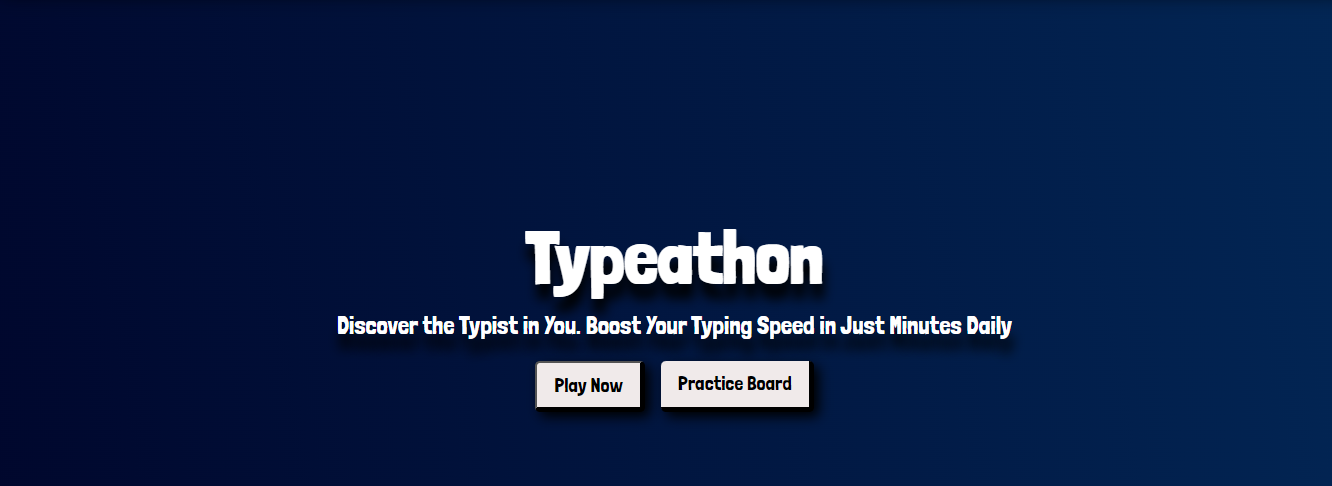 Typeathon
Discover the Typist in You. Boost Your Typing Speed in Just Minutes Daily
Play Now
Practice Board